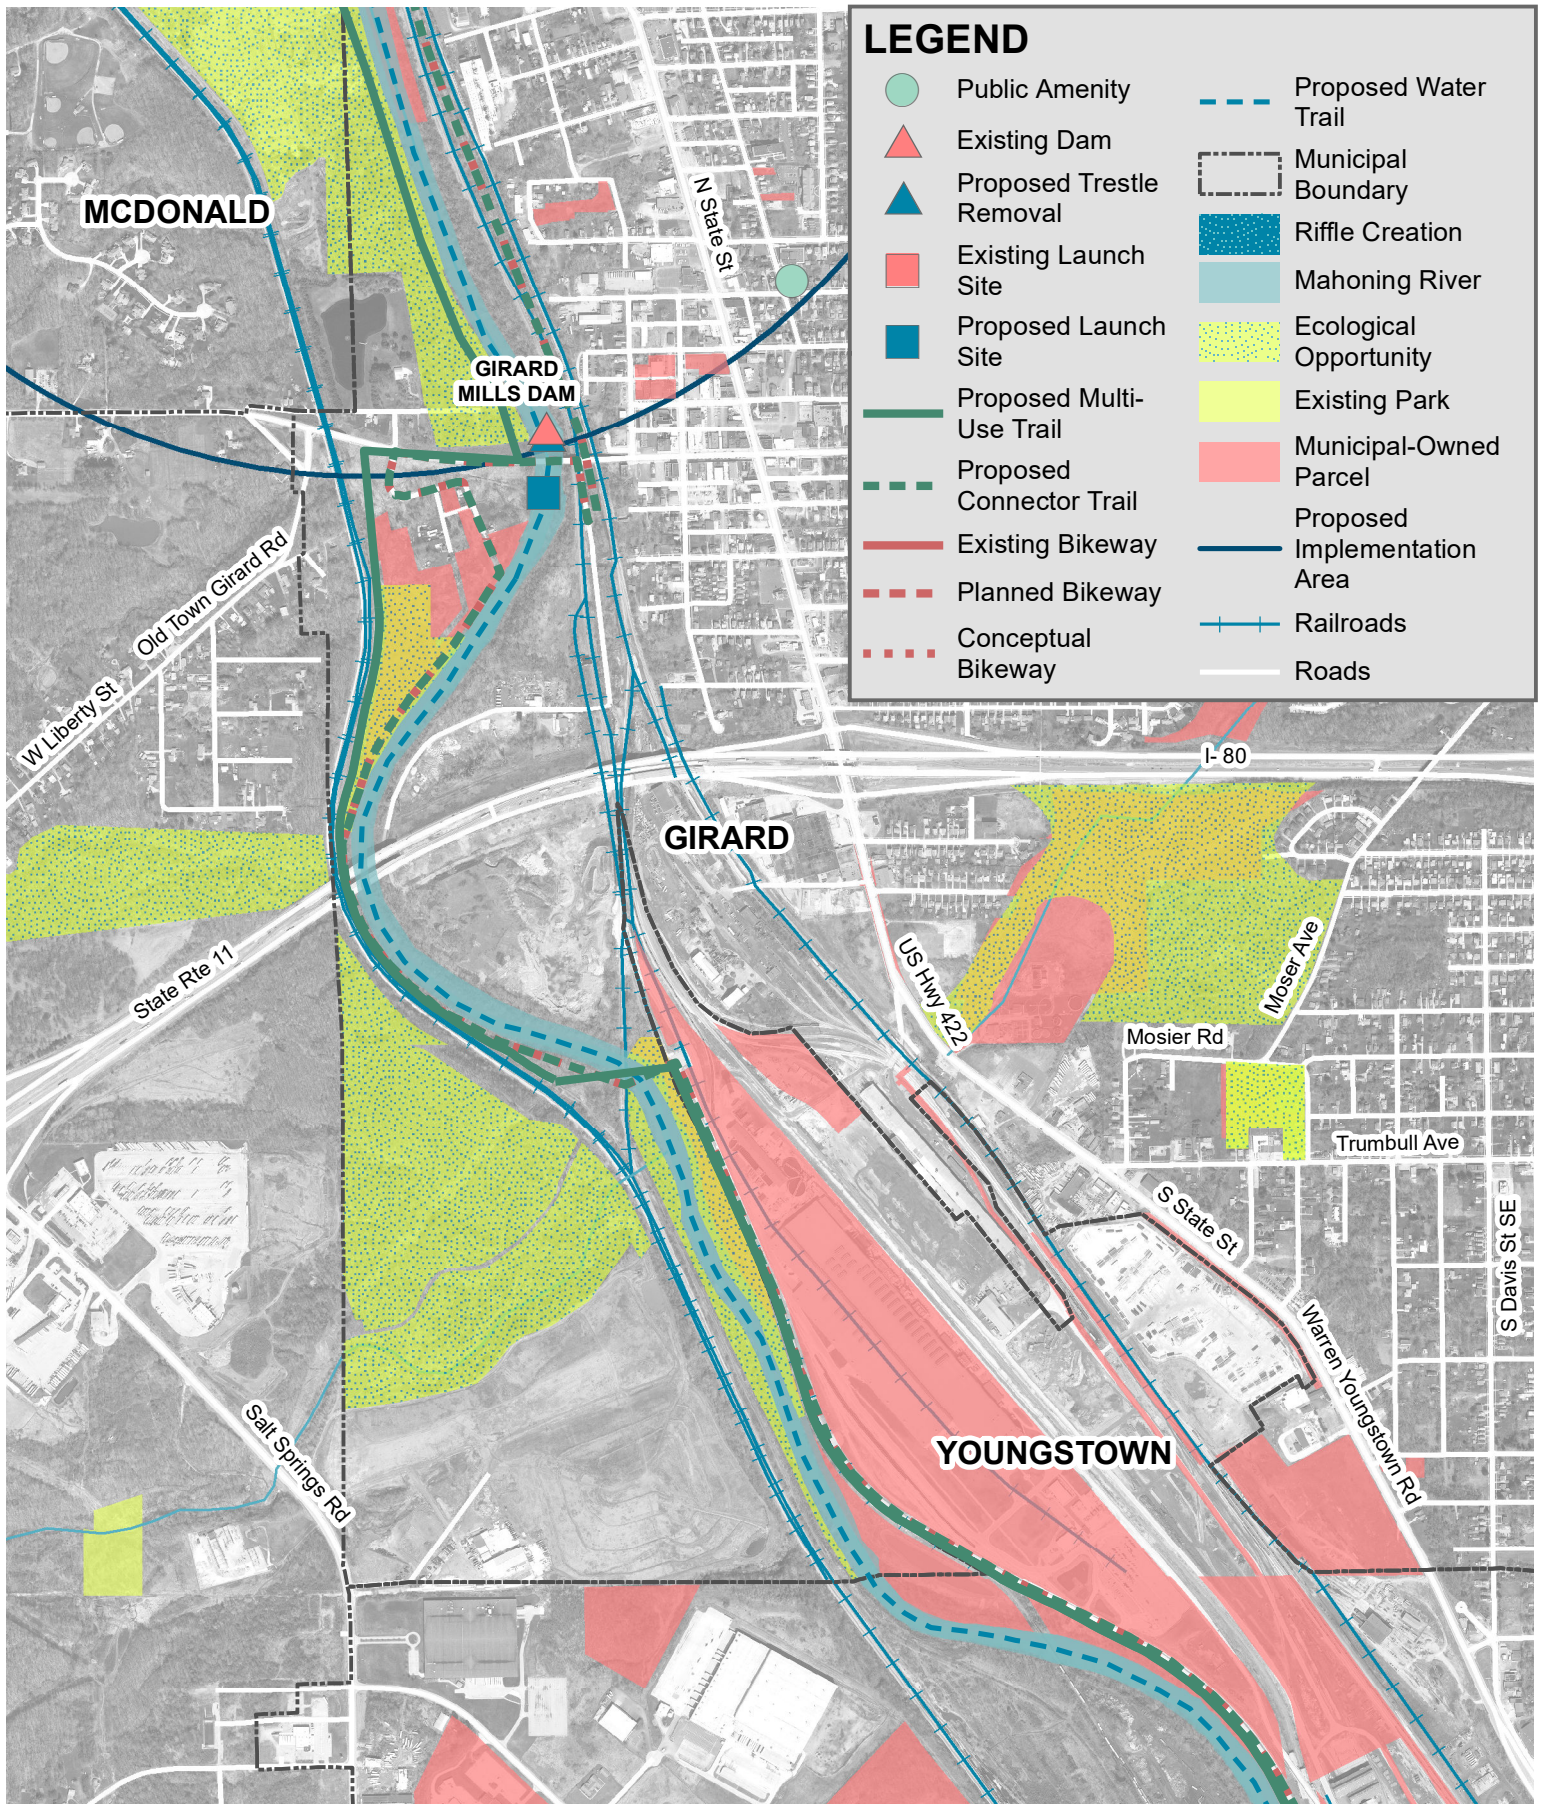 LEGEND
Public Amenity
Existing Dam
Proposed Trestle
Removal
Existing Launch
Site
Proposed Launch
Site
Proposed Multi-
Use Trail
Proposed
Connector Trail
Existing Bikeway
Planned Bikeway
Conceptual
Bikeway
Proposed Water
Trail
Municipal
Boundary
Riffle Creation
Mahoning River
Ecological
Opportunity
Existing Park
Municipal-Owned
Parcel
Proposed
Implementation
Area
Railroads
Roads
MCDONALD
N State St
GIRARD
MILLS DAM
Old Town Girard Rd
W Liberty St
I- 80
GIRARD
State Rte 11
US Hwy 422
Moser Ave
Mosier Rd
Trumbull Ave
S State St
S Davis St SE
Warren Youngstown Rd
Salt Springs Rd
YOUNGSTOWN